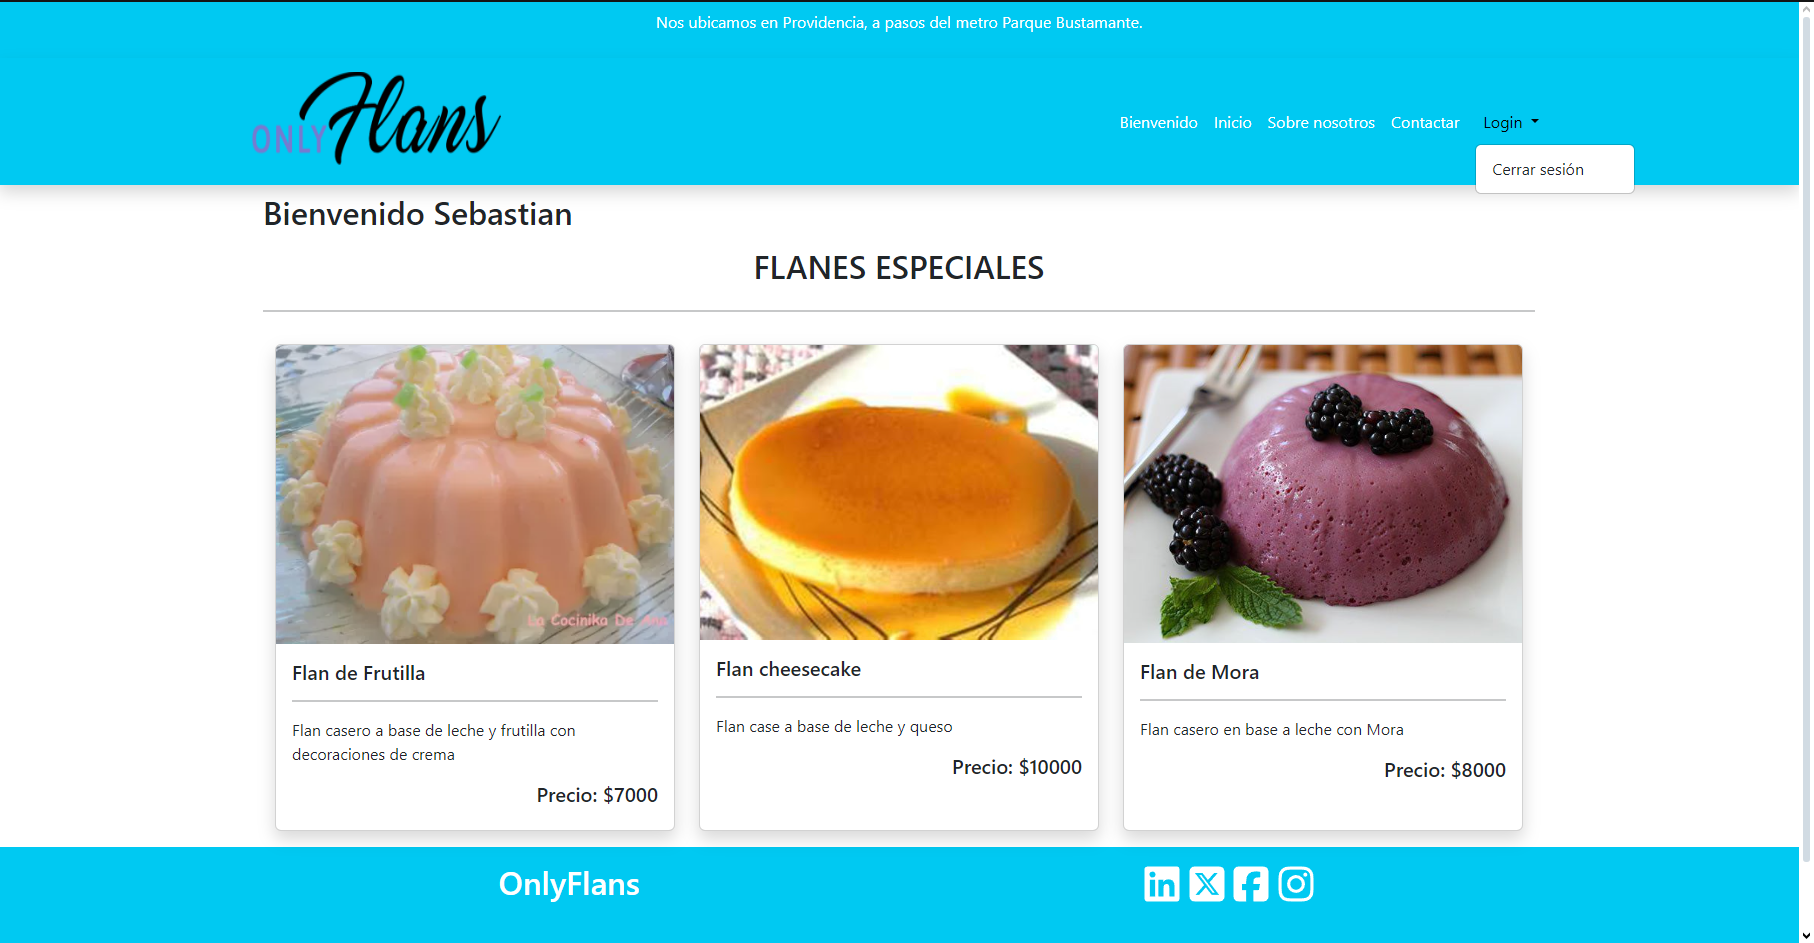 Nos ubicamos en Providencia, a pasos del metro Parque Bustamante.
ONLY Flans
Bienvenido Inicio Sobre nosotros Contactar Login
Cerrar sesión
Bienvenido Sebastian
FLANES ESPECIALES
La Cocinika De Ana
Flan de Frutilla
Flan casero a base de leche y frutilla con
decoraciones de crema
Precio: $7000
Flan cheesecake
Flan case a base de leche y queso
Precio: $10000
Flan de Mora
Flan casero en base a leche con Mora
Precio: $8000
OnlyFlans